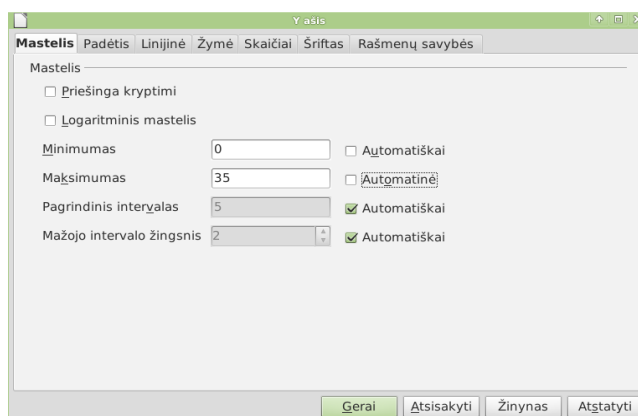 Y ašis
Mastelis Padėtis Linijinė Žymė Skaičiai Šriftas Rašmenų savybės
Mastelis
Priešinga kryptimi
Logaritminis mastelis
Minimumas 0 Automatiškai
Maksimumas 35 Automatinė
Pagrindinis intervalas 5 Automatiškai
Mažojo intervalo žingsnis 2 Automatiškai
Gerai Atsisakyti Žinynas Atstatyti